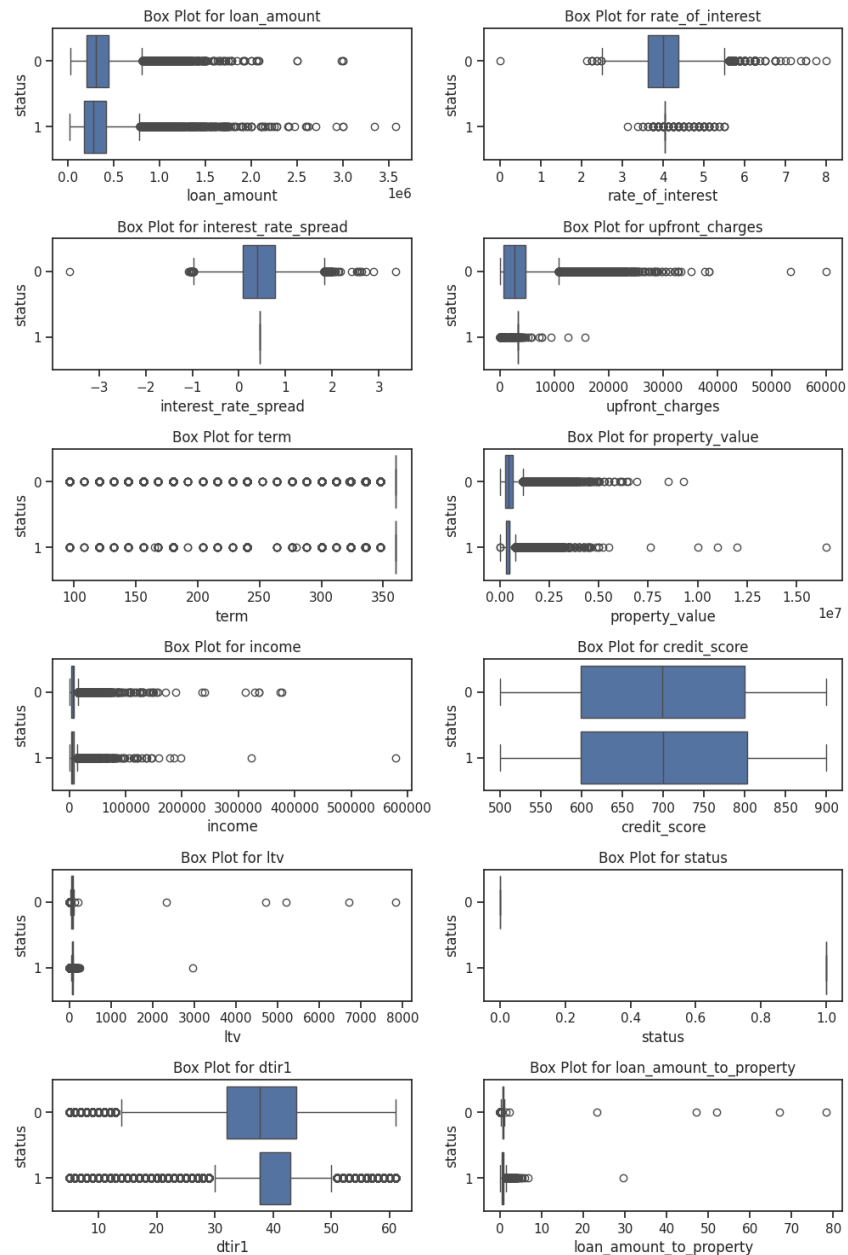 Box Plot for loan_amount
status
0
1
0.0 0.5 1.0 1.5 2.0 2.5 3.0 3.5
1e6
loan_amount
Box Plot for rate_of_interest
status
0
1
0 1 2 3 4 5 6 7 8
rate_of_interest
Box Plot for interest_rate_spread
status
0
1
−3 −2 −1 0 1 2 3
interest_rate_spread
Box Plot for upfront_charges
status
0
1
0 10000 20000 30000 40000 50000 60000
upfront_charges
Box Plot for term
status
0
1
100 150 200 250 300 350
term
Box Plot for property_value
status
0
1
0.0 0.25 0.50 0.75 1.00 1.25 1.50
1e7
property_value
Box Plot for income
status
0
1
0 100000 200000 300000 400000 500000 600000
income
Box Plot for credit_score
status
0
1
500 550 600 650 700 750 800 850 900
credit_score
Box Plot for ltv
status
0
1
0 1000 2000 3000 4000 5000 6000 7000 8000
ltv
Box Plot for status
status
0
1
0.0 0.2 0.4 0.6 0.8 1.0
status
Box Plot for dtir1
status
0
1
10 20 30 40 50 60
dtir1
Box Plot for loan_amount_to_property
status
0
1
0 10 20 30 40 50 60 70 80
loan_amount_to_property